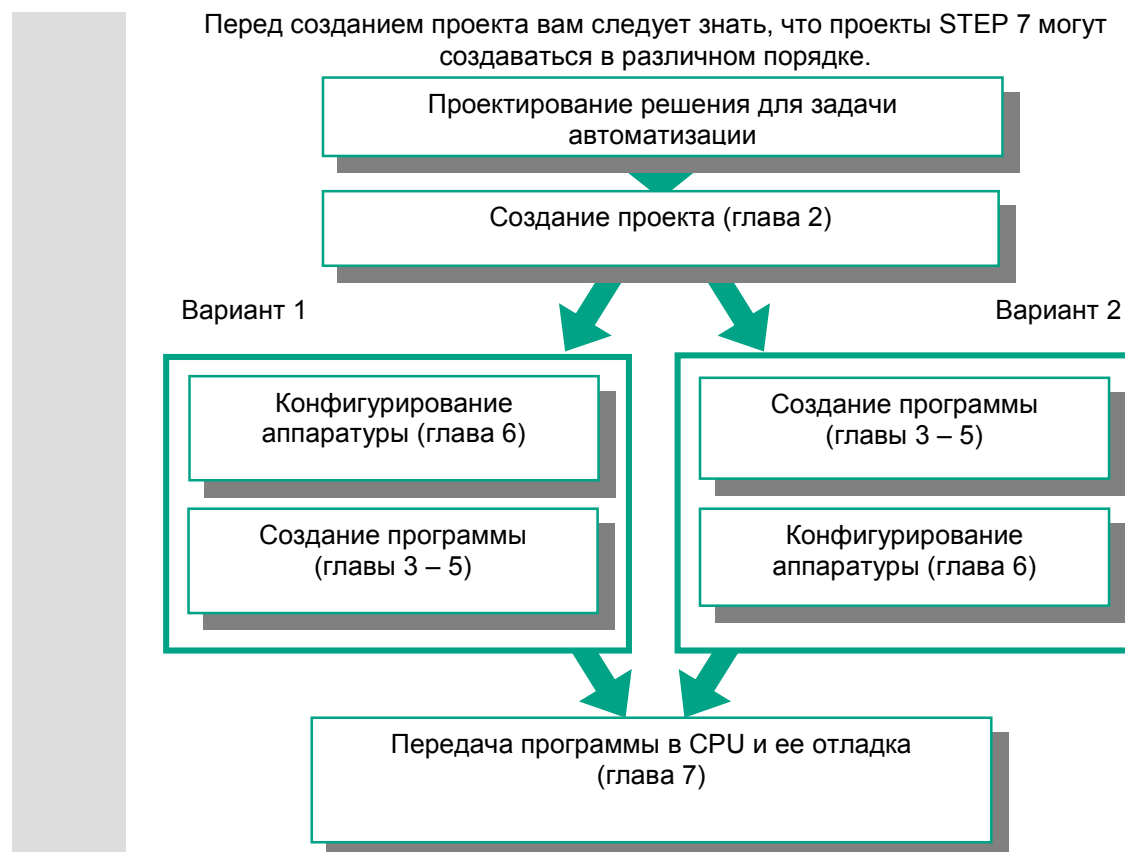 Перед созданием проекта вам следует знать, что проекты STEP 7 могут
создаваться в различном порядке.
Проектирование решения для задачи
автоматизации
Создание проекта (глава 2)
Вариант 1
Вариант 2
Конфигурирование
аппаратуры (глава 6)
Создание программы
(главы 3 – 5)
Создание программы
(главы 3 – 5)
Конфигурирование
аппаратуры (глава 6)
Передача программы в CPU и ее отладка
(глава 7)